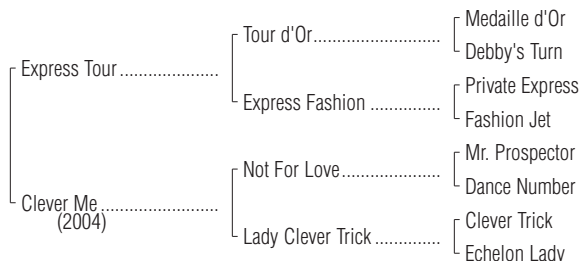 Medaille d'Or
Tour d'Or
Debby's Turn
Express Tour
Private Express
Express Fashion
Fashion Jet
Mr. Prospector
Not For Love
Dance Number
Clever Me
(2004)
Clever Trick
Lady Clever Trick
Echelon Lady